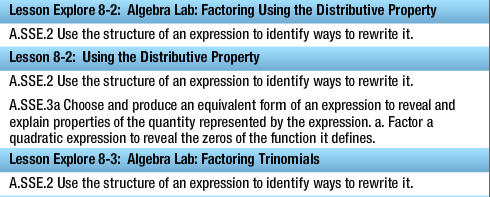 Lesson Explore 8-2: Algebra Lab: Factoring Using the Distributive Property
A.SSE.2 Use the structure of an expression to identify ways to rewrite it.
Lesson 8-2: Using the Distributive Property
A.SSE.2 Use the structure of an expression to identify ways to rewrite it.
A.SSE.3a Choose and produce an equivalent form of an expression to reveal and
explain properties of the quantity represented by the expression. a. Factor a
quadratic expression to reveal the zeros of the function it defines.
Lesson Explore 8-3: Algebra Lab: Factoring Trinomials
A.SSE.2 Use the structure of an expression to identify ways to rewrite it.